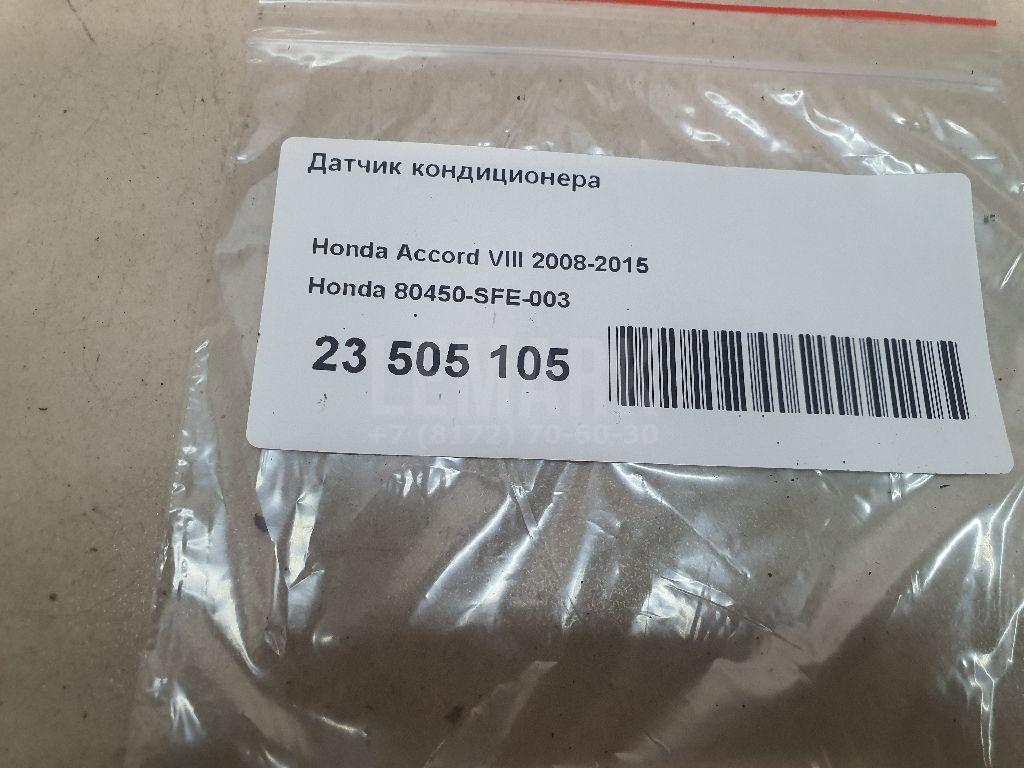 Датчик кондиционера
Honda Accord VIII 2008-2015
Honda 80450-SFE-003
23 505 105
+7 (8172) 70-60-30